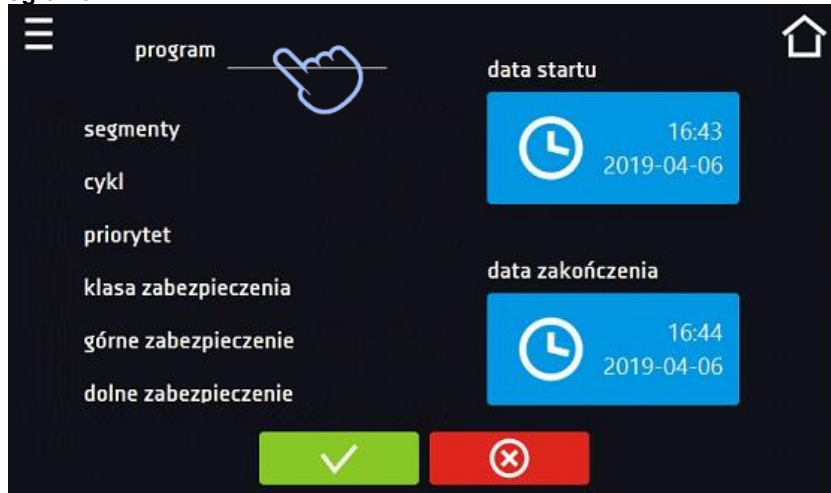 program
data startu
segmenty
16:43
2019-04-06
cykl
priorytet
klasa zabezpieczenia
data zakończenia
górne zabezpieczenie
16:44
2019-04-06
dolne zabezpieczenie